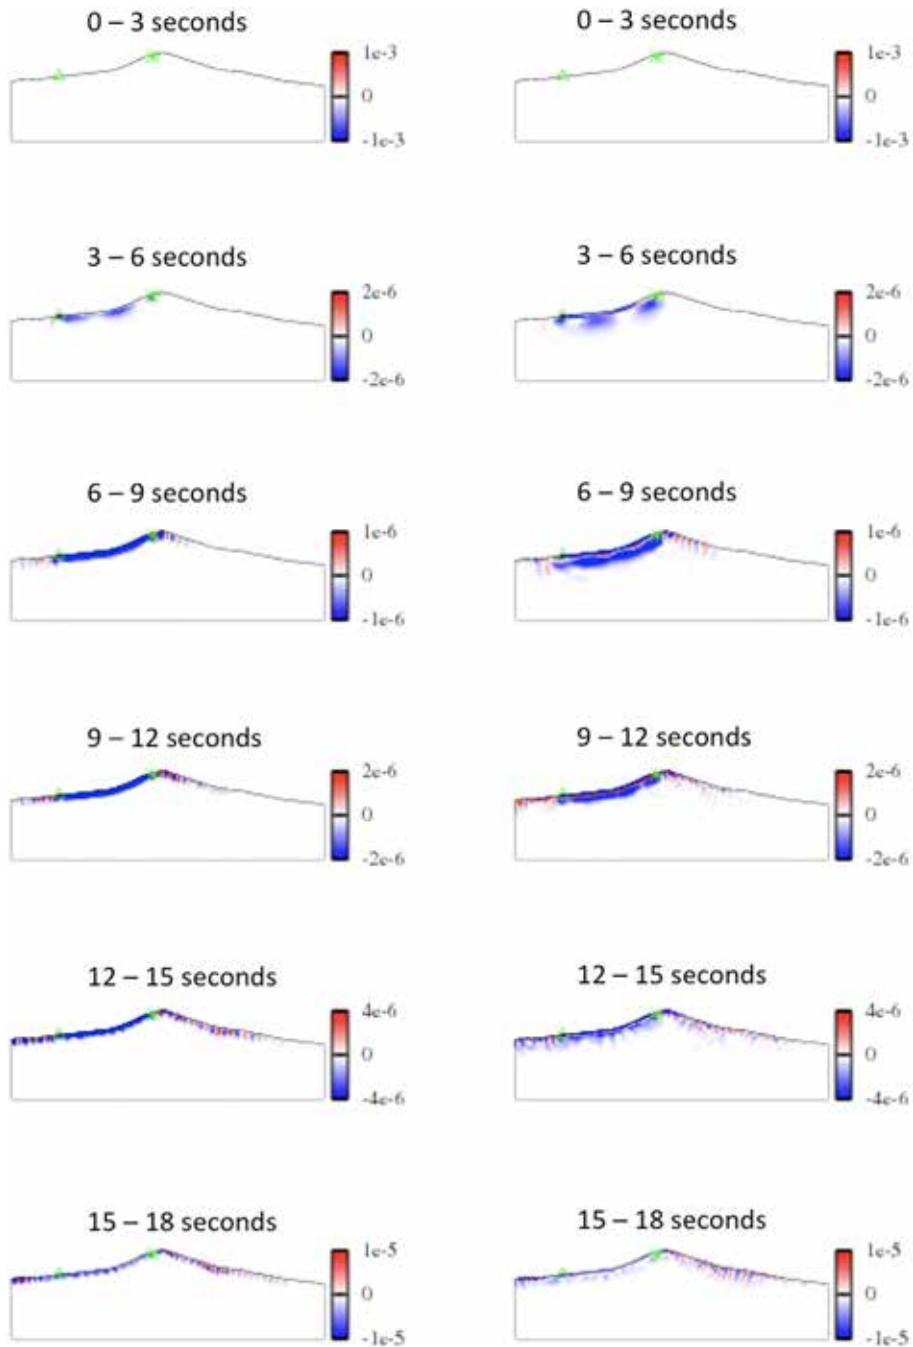 0 – 3 seconds
0 – 3 seconds
1e-3
0
-1e-3
1e-3
0
-1e-3
3 – 6 seconds
3 – 6 seconds
2e-6
0
-2e-6
2e-6
0
-2e-6
6 – 9 seconds
6 – 9 seconds
1e-6
0
-1e-6
1e-6
0
-1e-6
9 – 12 seconds
9 – 12 seconds
2e-6
0
-2e-6
2e-6
0
-2e-6
12 – 15 seconds
12 – 15 seconds
4e-6
0
-4e-6
4e-6
0
-4e-6
15 – 18 seconds
15 – 18 seconds
1e-5
0
-1e-5
1e-5
0
-1e-5